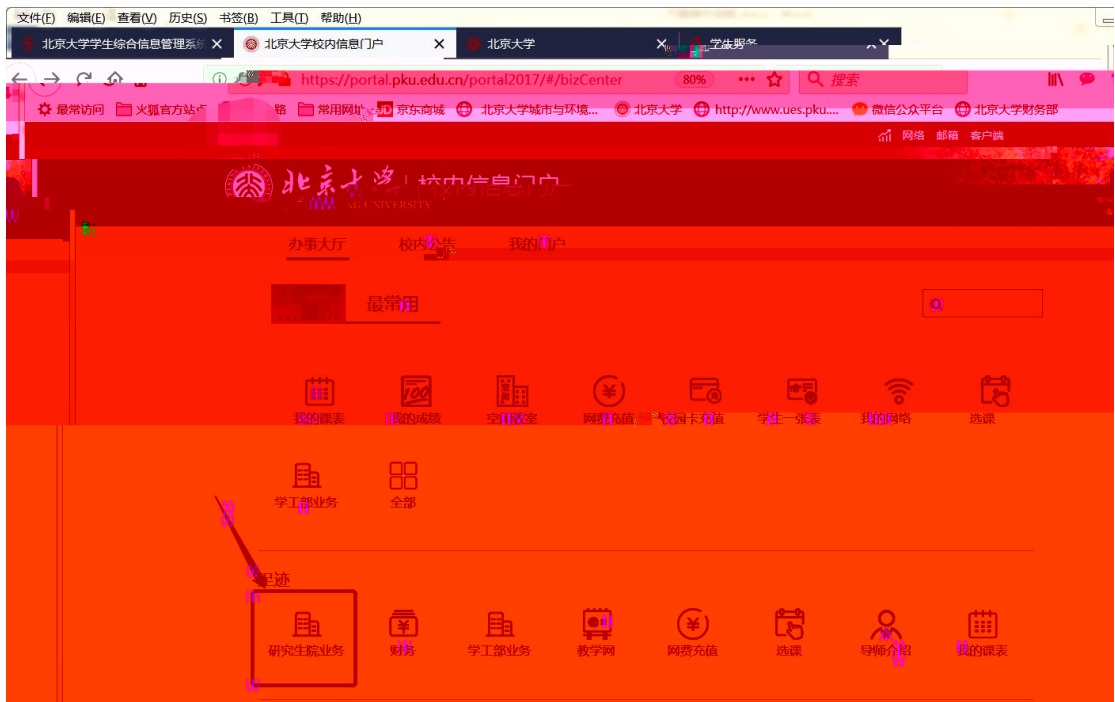 文件(F) 编辑(E) 查看(V) 历史(S) 书签(B) 工具(T) 帮助(H)
北京大学学生综合信息管理系统 × 北京大学校内信息门户 × 北京大学 ×
https://portal.pku.edu.cn/portal2017/#/bizCenter 80% ••• 搜索
最常访问 火狐官方站点 常用网址 JD 京东商城 北京大学城市与环境... 北京大学 http://www.ues.pku.... 微信公众平台 北京大学财务部
网络 邮箱 客户端
北京大学 校内信息门户
UNIVERSITY
办事大厅 校内公告 我的门户
最常用
我的课表 我的成绩 空闲教室 网费充值 校园卡充值 学生一张表 我的网络 选课
学工部业务 全部
足迹
研究生院业务 财务 学工部业务 教学网 网费充值 选课 导师介绍 我的课表